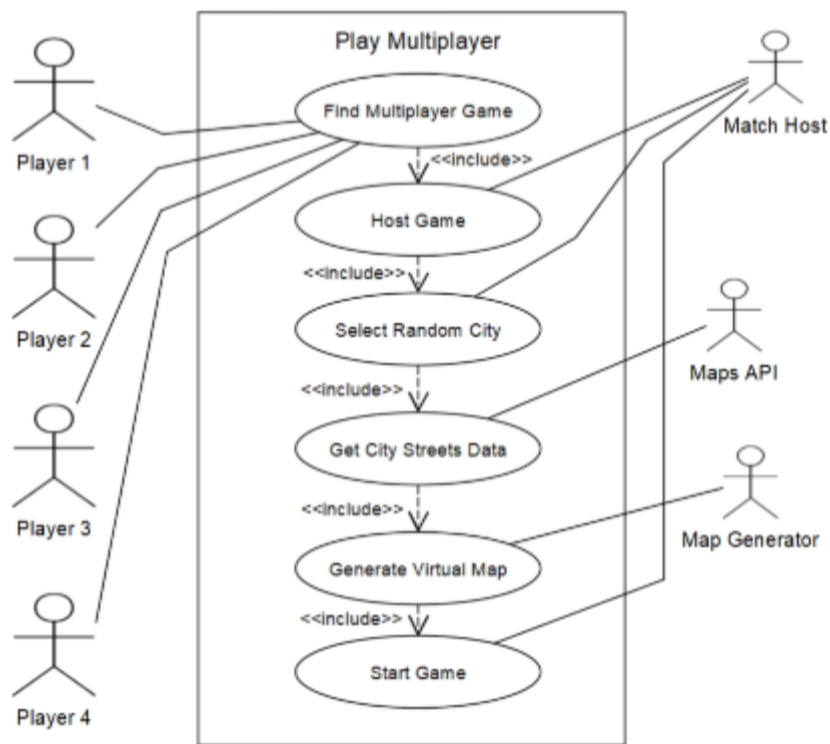 Play Multiplayer
Player 1
Find Multiplayer Game
Match Host
<<include>>
Host Game
Player 2
<<include>>
Select Random City
Maps API
<<include>>
Player 3
Get City Streets Data
<<include>>
Map Generator
Generate Virtual Map
<<include>>
Start Game
Player 4